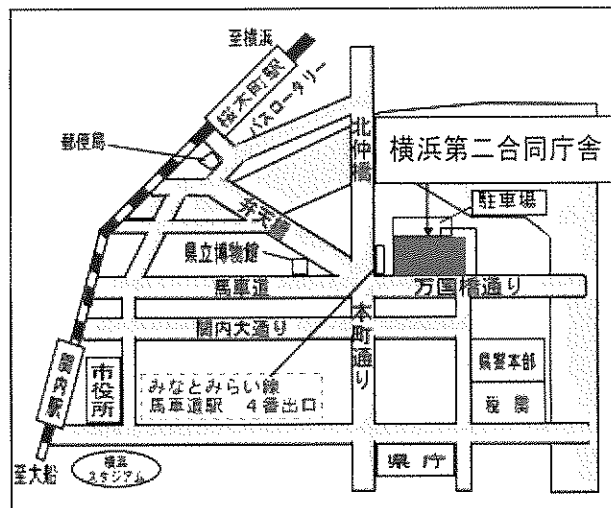 至横浜
桜木町駅
バスロータリー
郵便局
北仲橋
横浜第二合同庁舎
駐車場
弁天橋
県立博物館
馬車道
万国橋通り
関内大通り
本町通り
関内駅
市役所
みなとみらい線
馬車道駅 4番出口
県警本部
税関
県庁
至大船
横浜
スタジアム